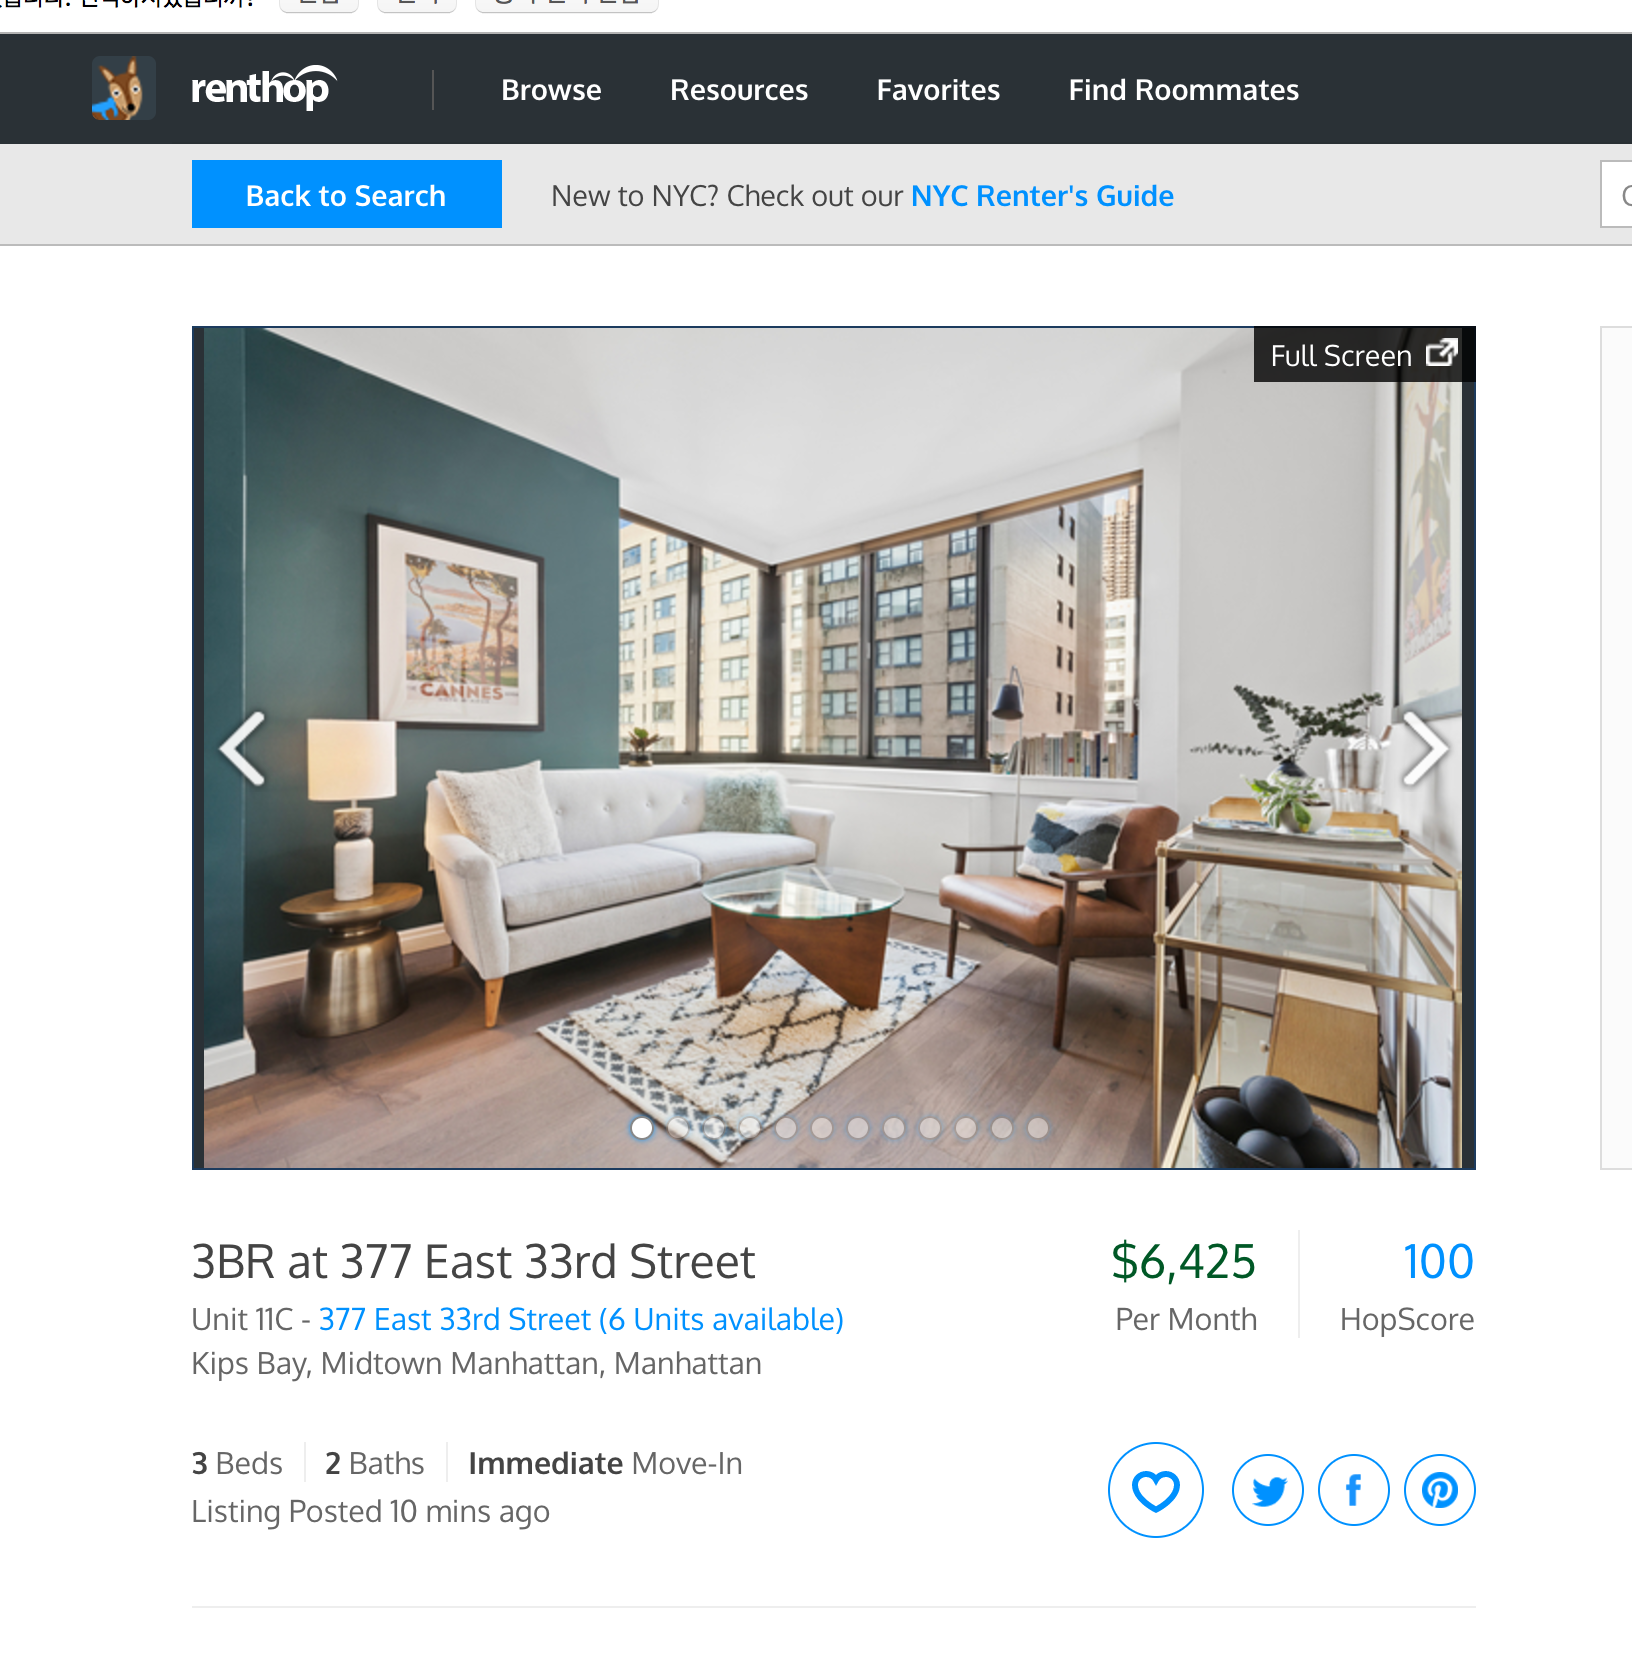 renthop
Browse
Resources
Favorites
Find Roommates
Back to Search
New to NYC? Check out our NYC Renter's Guide
Full Screen
CANNES
3BR at 377 East 33rd Street
$6,425
100
Unit 11C - 377 East 33rd Street (6 Units available)
Per Month
HopScore
Kips Bay, Midtown Manhattan, Manhattan
3 Beds
2 Baths
Immediate Move-In
Listing Posted 10 mins ago